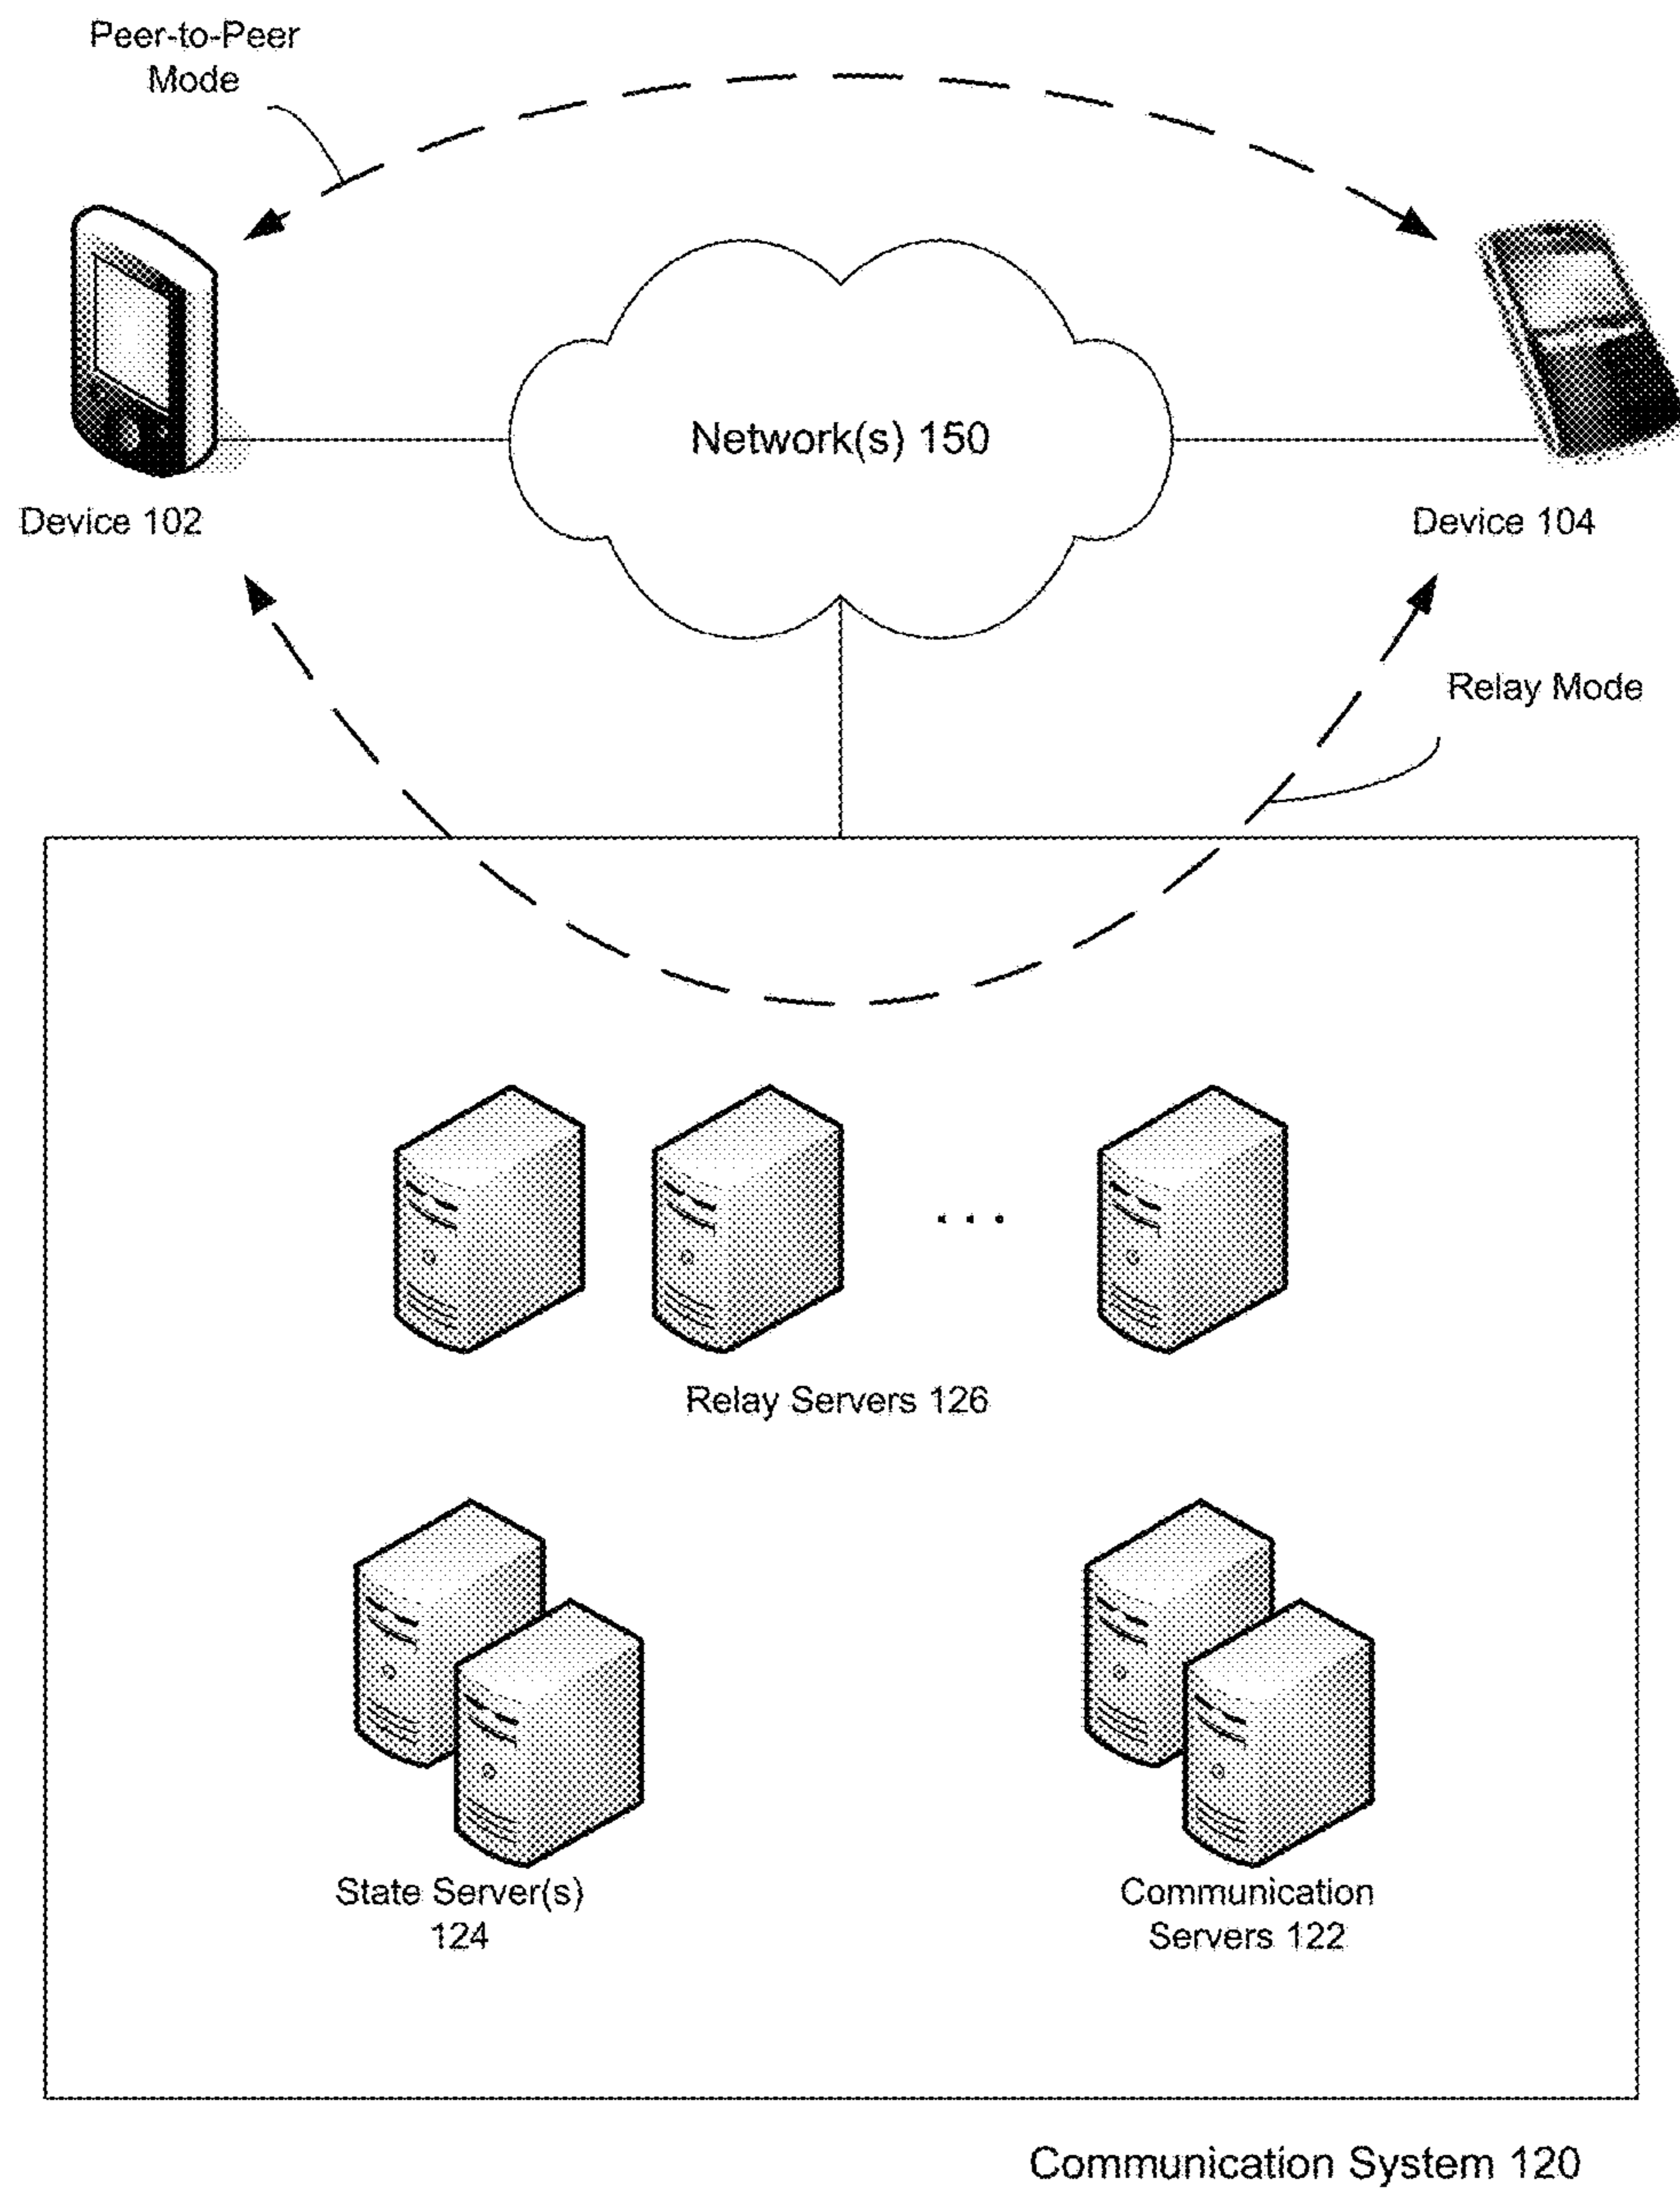 Peer-to-Peer
Mode
Network(s) 150
Device 102
Device 104
Relay Mode
...
Relay Servers 126
State Server(s)
124
Communication
Servers 122
Communication System 120